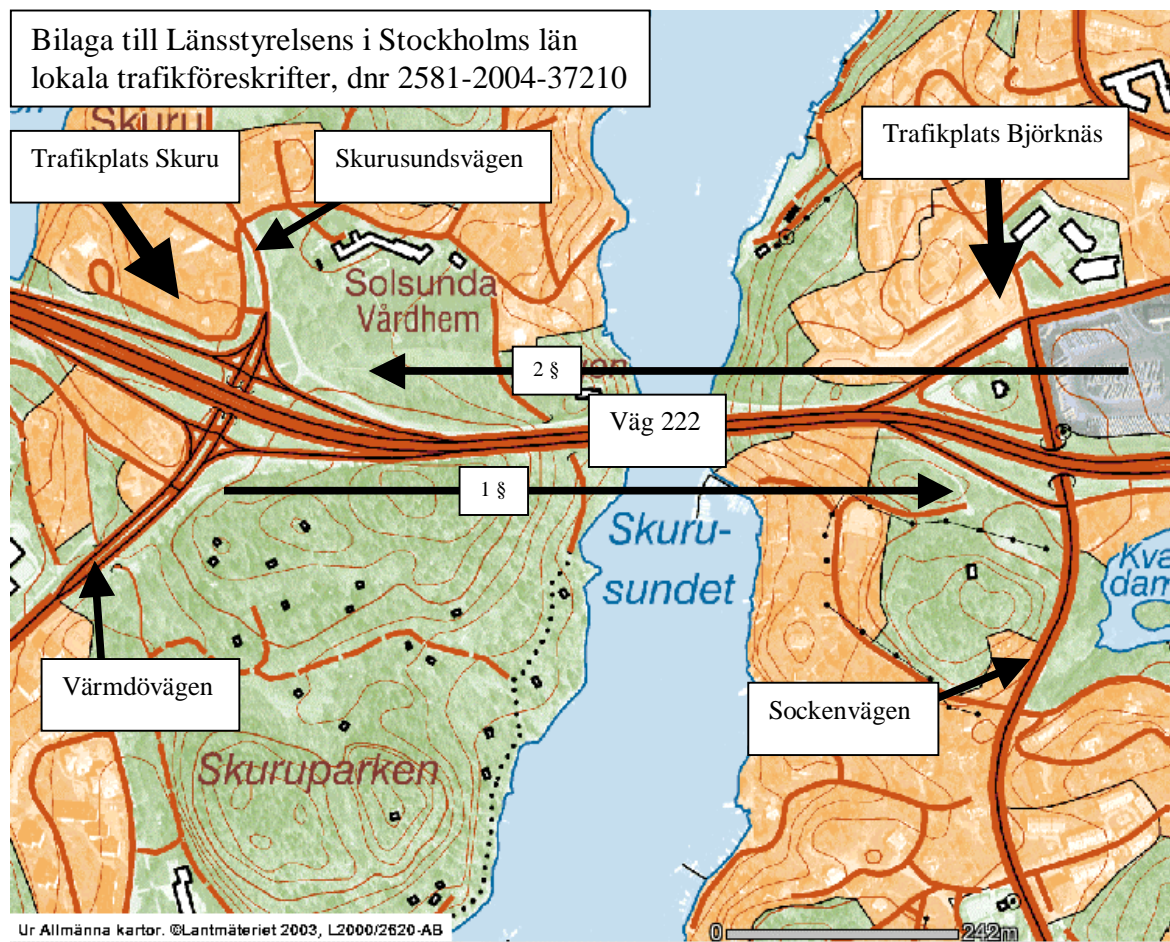 Bilaga till Länsstyrelsens i Stockholms län
lokala trafikföreskrifter, dnr 2581-2004-37210
Skuru
Trafikplats Skuru
Skurusundsvägen
Trafikplats Björknäs
Solsunda
Vårdhem
2 §
Väg 222
1 §
Skuru-
sundet
Värmdövägen
Sockenvägen
Skuruparken
Ur Allmänna kartor. ©Lantmäteriet 2003, L2000/2620-AB
0 242m